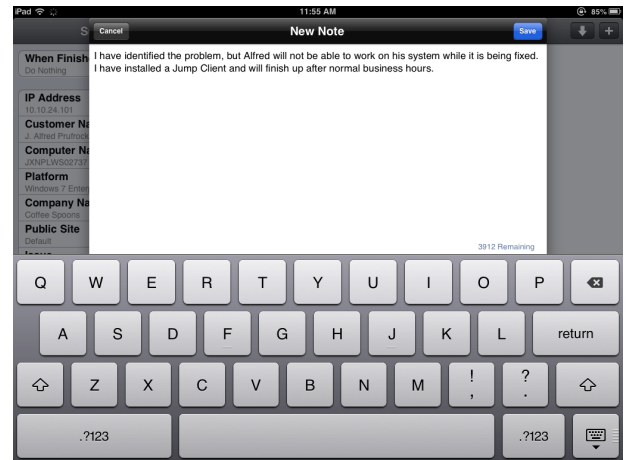 iPad 11:55 AM 85%
S Cancel New Note Save
I have identified the problem, but Alfred will not be able to work on his system while it is being fixed.
I have installed a Jump Client and will finish up after normal business hours.
When Finish
Do Nothing
IP Address
10.10.24.101
Customer Na
J. Alfred Prufrock
Computer Na
JXNPLWS02737
Platform
Windows 7 Enter
Company Na
Coffee Spoons
Public Site
Default
3912 Remaining
Q W E R T Y U I O P
A S D F G H J K L return
Z X C V B N M ! , ? .
.?123 .?123